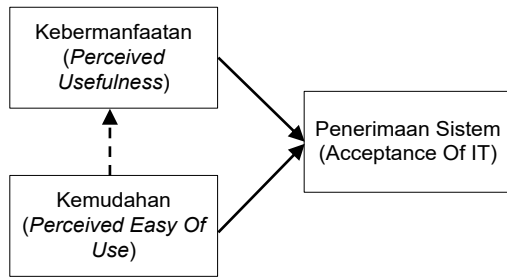 Kebermanfaatan
(Perceived
Usefulness)
Penerimaan Sistem
(Acceptance Of IT)
Kemudahan
(Perceived Easy Of
Use)